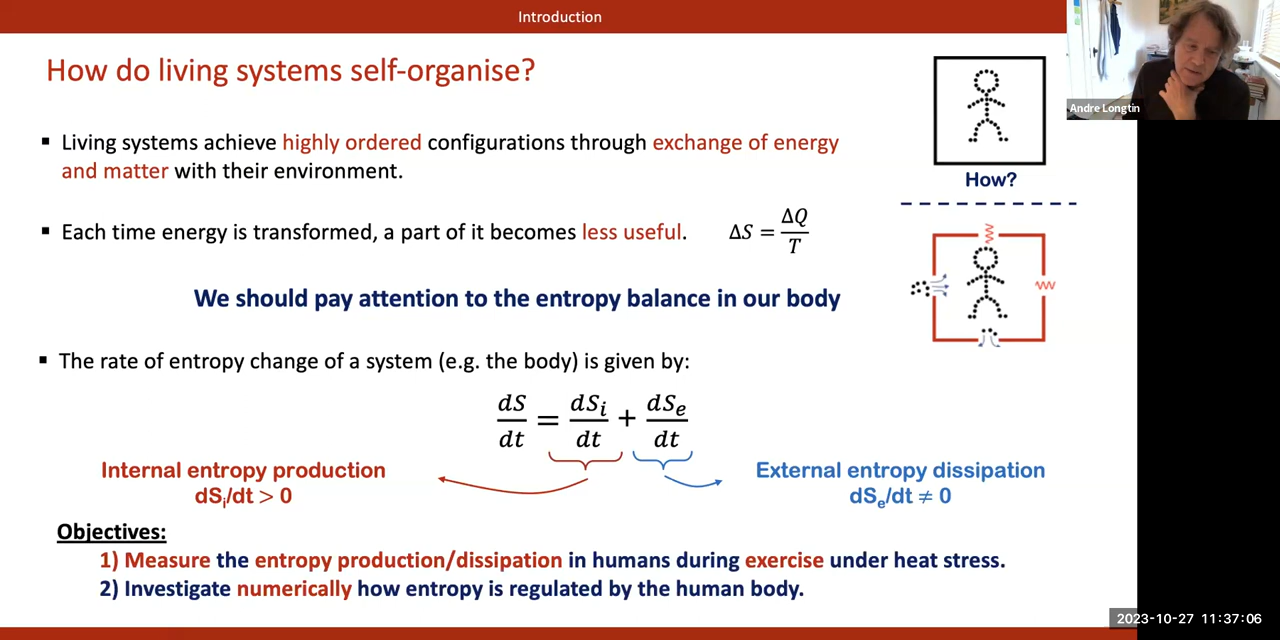 Introduction
How do living systems self-organise?
Andre Longtin
▪ Living systems achieve highly ordered configurations through exchange of energy
and matter with their environment.
How?
▪ Each time energy is transformed, a part of it becomes less useful. ΔS = ΔQ/T
We should pay attention to the entropy balance in our body
▪ The rate of entropy change of a system (e.g. the body) is given by:
dS/dt = dSᵢ/dt + dSₑ/dt
Internal entropy production
dSᵢ/dt > 0
External entropy dissipation
dSₑ/dt ≠ 0
Objectives:
1) Measure the entropy production/dissipation in humans during exercise under heat stress.
2) Investigate numerically how entropy is regulated by the human body.
2023-10-27 11:37:06